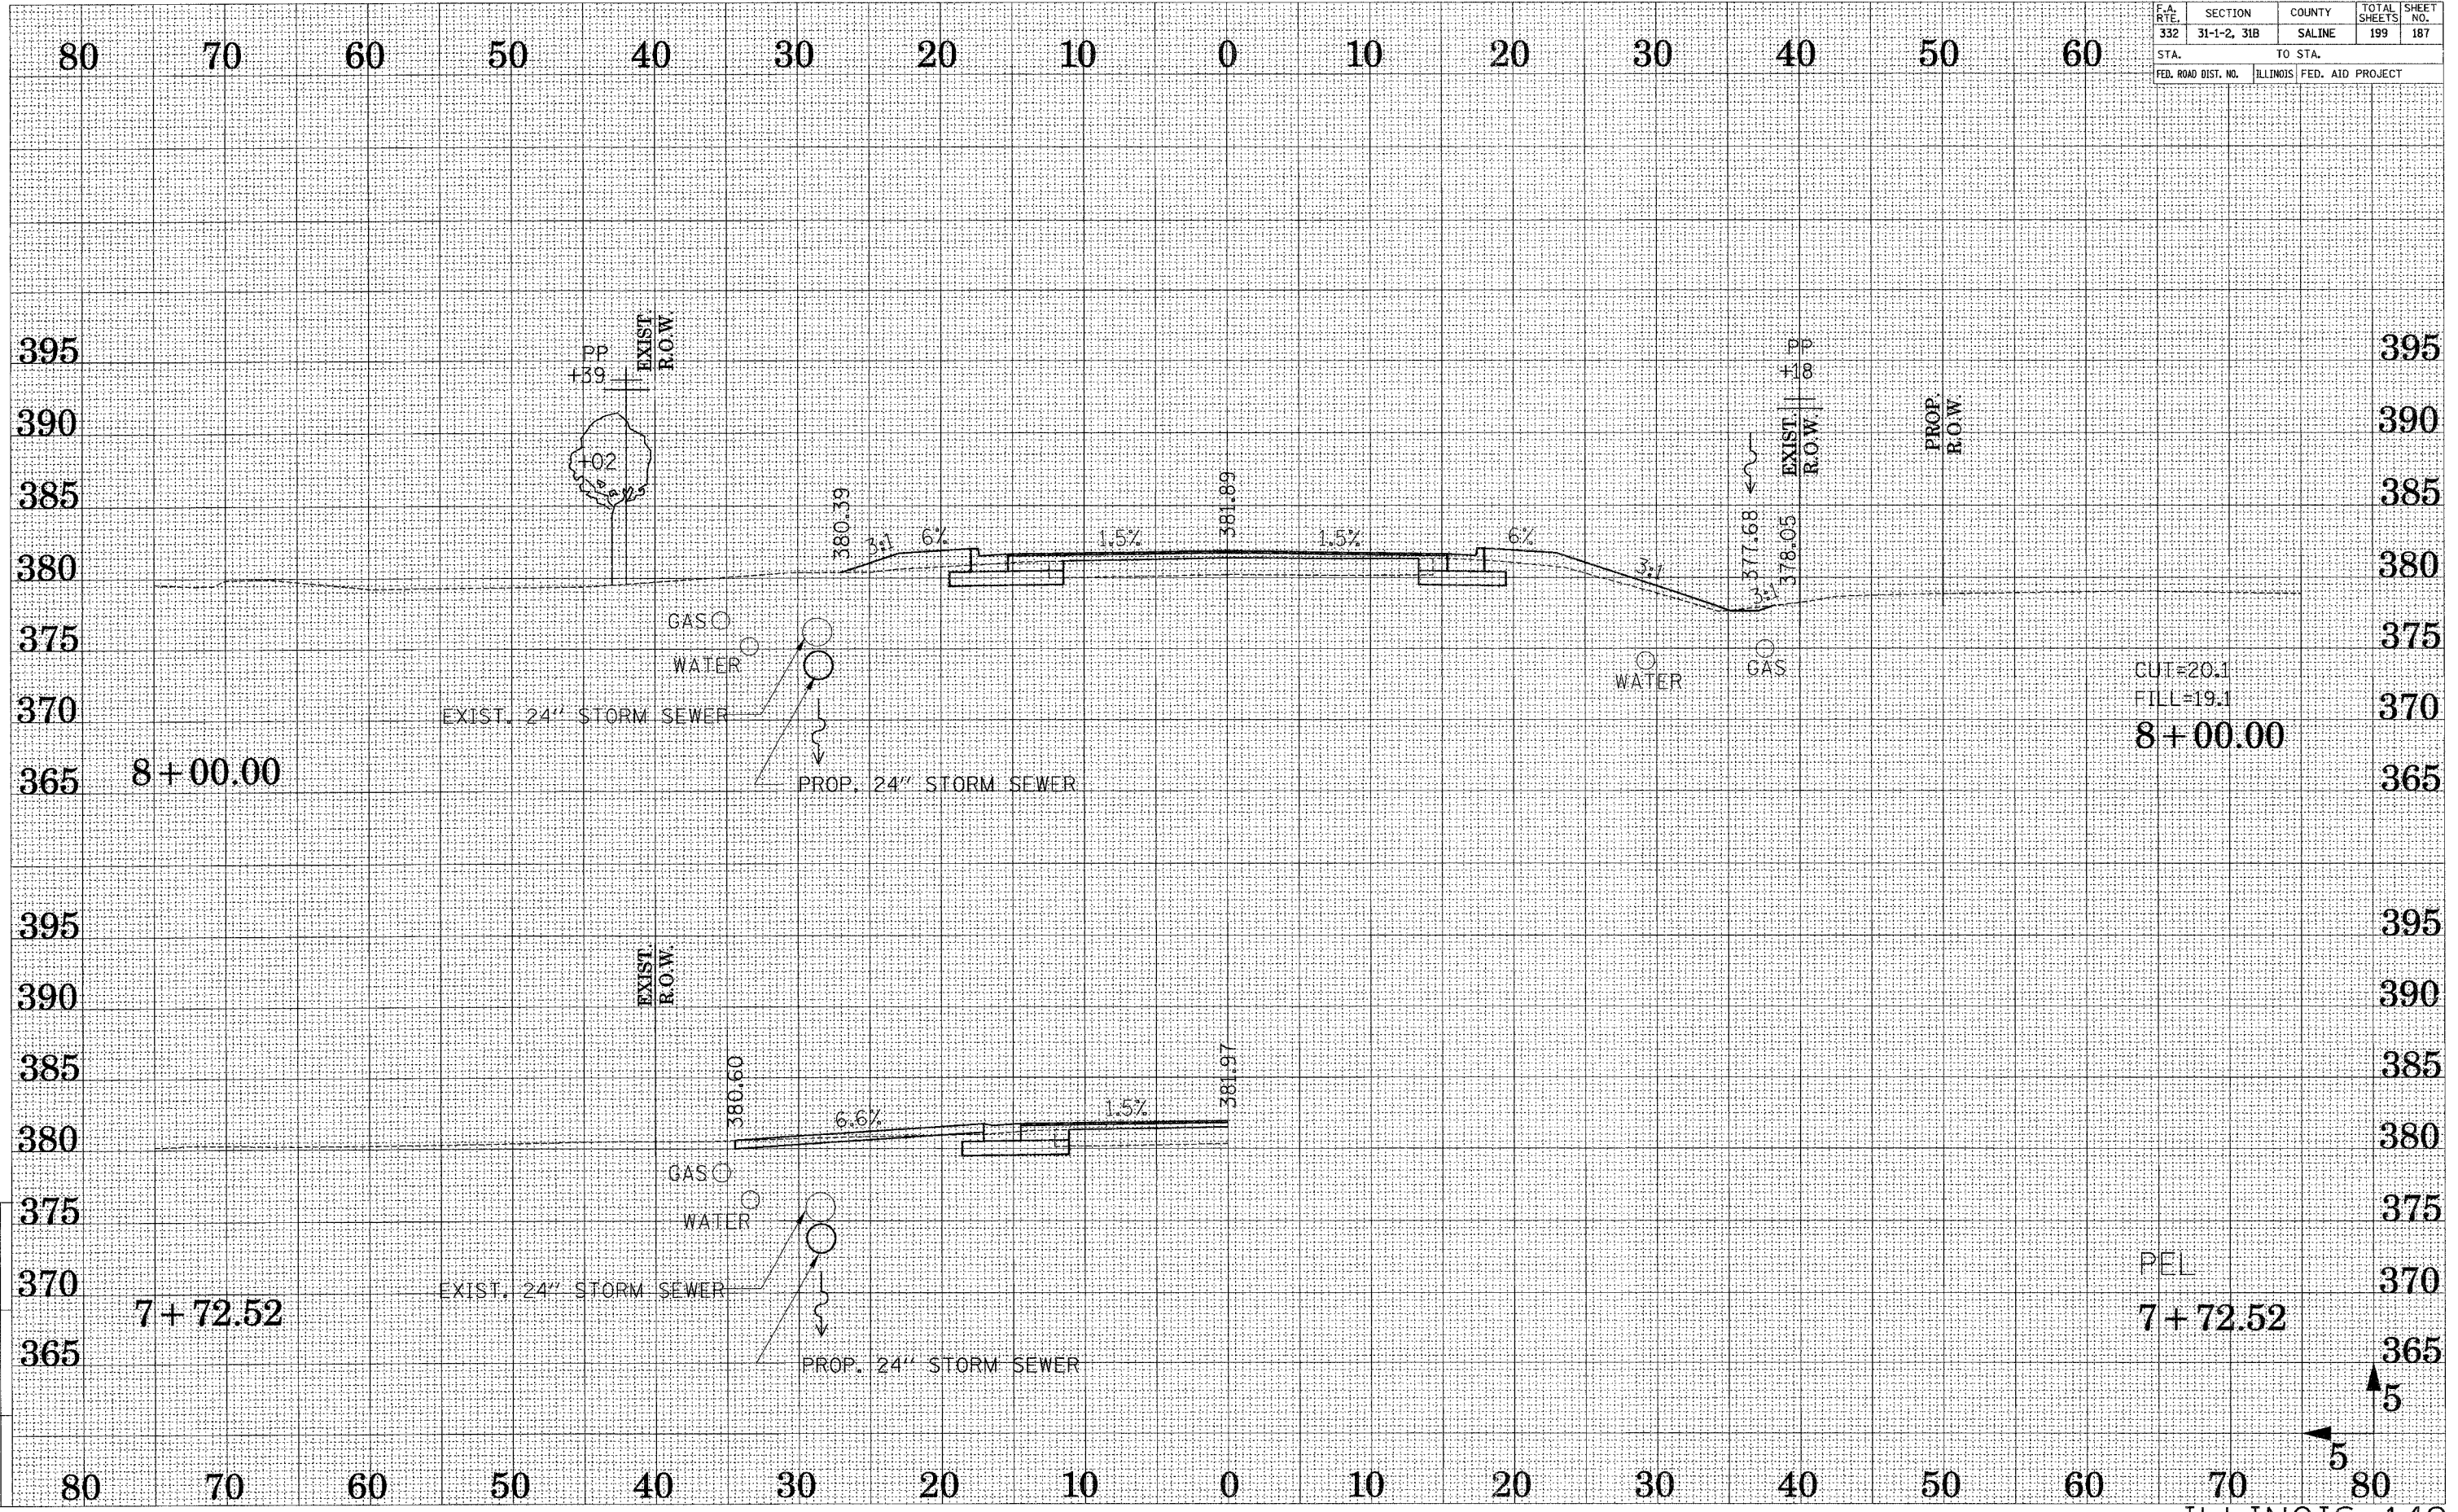 F.A. RTE. SECTION COUNTY TOTAL SHEETS SHEET NO.
332 31-1-2, 31B SALINE 199 187
STA. TO STA.
FED. ROAD DIST. NO. ILLINOIS FED. AID PROJECT
80 70 60 50 40 30 20 10 0 10 20 30 40 50 60
395 395
390 390
385 385
380 380
375 375
370 370
365 365
PP
+39
EXIST.
R.O.W.
+02
380.39
3:1
6%
1.5%
381.89
1.5%
6%
3:1
377.68
3:1
378.05
PP
+18
EXIST.
R.O.W.
PROP.
R.O.W.
GAS
WATER
EXIST. 24" STORM SEWER
PROP. 24" STORM SEWER
WATER
GAS
CUT=20.1
FILL=19.1
8+00.00
8+00.00
395 395
390 390
385 385
380 380
375 375
370 370
365 365
EXIST.
R.O.W.
380.60
6.6%
1.5%
381.97
GAS
WATER
EXIST. 24" STORM SEWER
PROP. 24" STORM SEWER
PEL
7+72.52
7+72.52
5
5
80 70 60 50 40 30 20 10 0 10 20 30 40 50 60 70 80